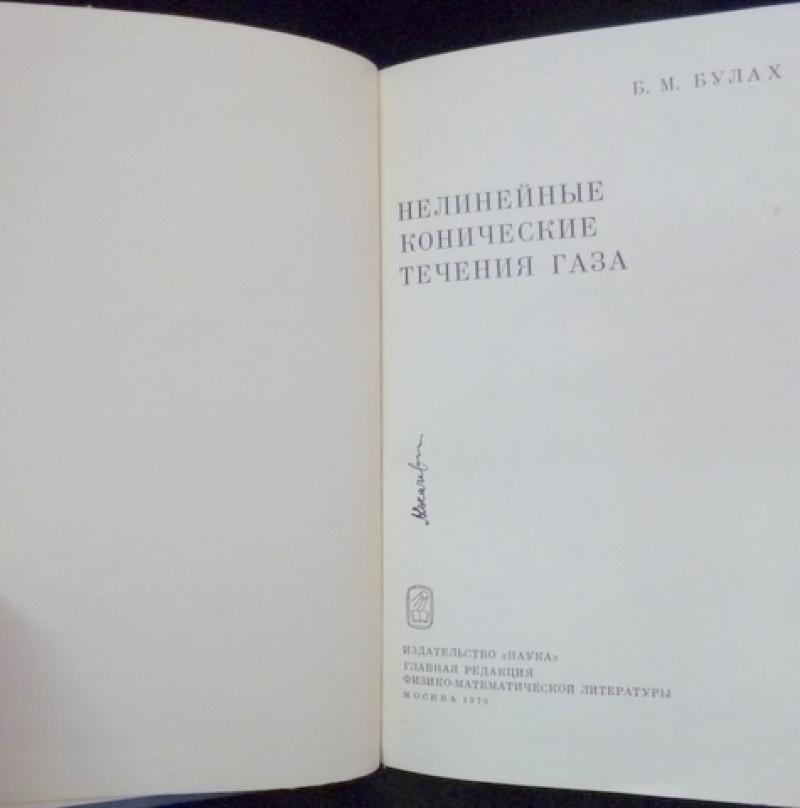 Б. М. БУЛАХ
НЕЛИНЕЙНЫЕ
КОНИЧЕСКИЕ
ТЕЧЕНИЯ ГАЗА
ИЗДАТЕЛЬСТВО «НАУКА»
ГЛАВНАЯ РЕДАКЦИЯ
ФИЗИКО-МАТЕМАТИЧЕСКОЙ ЛИТЕРАТУРЫ
МОСКВА 1970